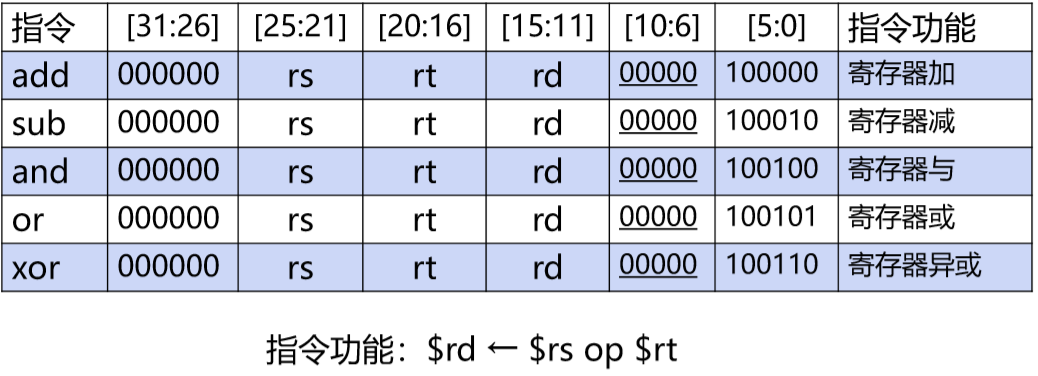 指令 [31:26] [25:21] [20:16] [15:11] [10:6] [5:0] 指令功能
add 000000 rs rt rd 00000 100000 寄存器加
sub 000000 rs rt rd 00000 100010 寄存器减
and 000000 rs rt rd 00000 100100 寄存器与
or 000000 rs rt rd 00000 100101 寄存器或
xor 000000 rs rt rd 00000 100110 寄存器异或
指令功能：$rd ← $rs op $rt